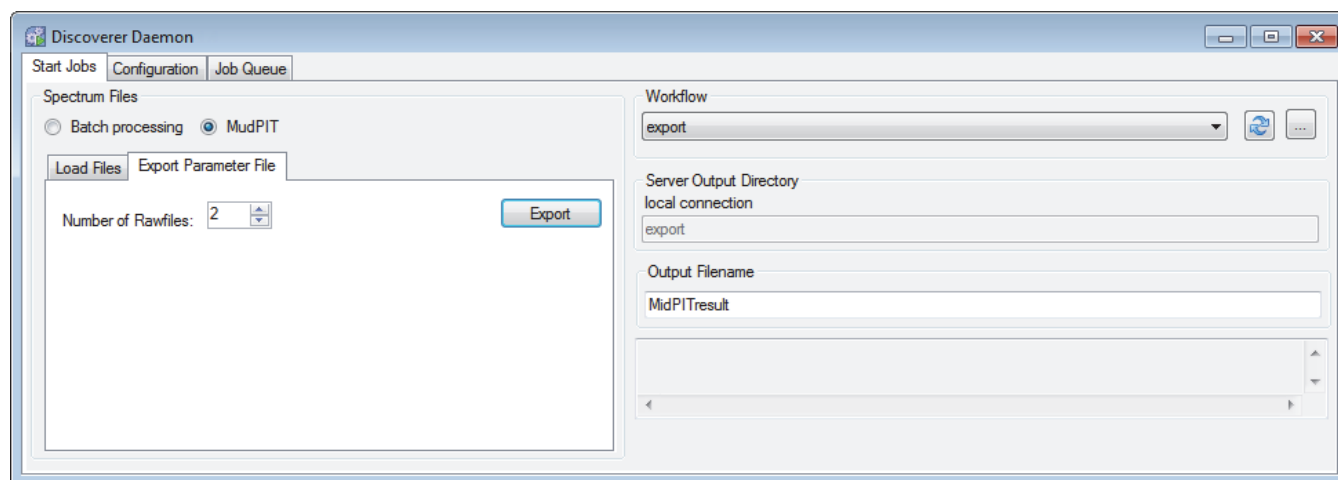 Discoverer Daemon
Start Jobs Configuration Job Queue
Spectrum Files
Batch processing MudPIT
Load Files Export Parameter File
Number of Rawfiles: 2 Export
Workflow
export ...
Server Output Directory
local connection
export
Output Filename
MidPITresult